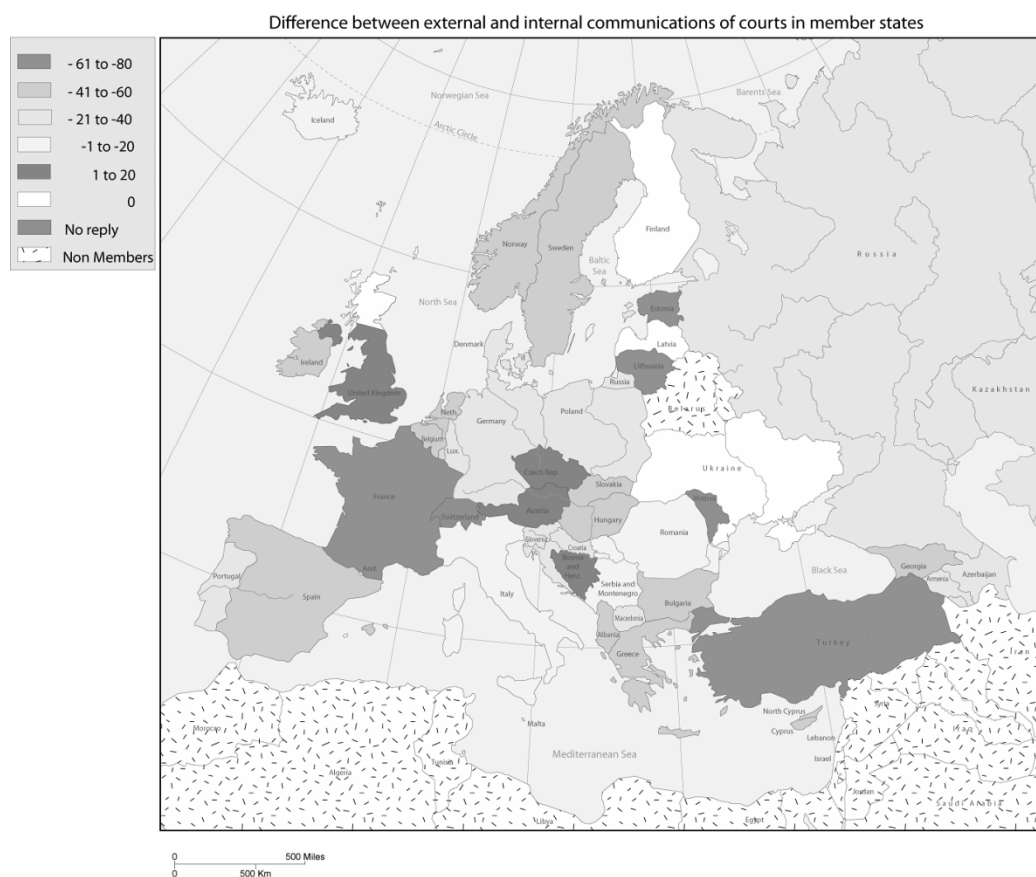 Difference between external and internal communications of courts in member states
- 61 to -80
- 41 to -60
- 21 to -40
-1 to -20
1 to 20
0
No reply
Non Members
Barents Sea
Norwegian Sea
Iceland
Arctic Circle
Finland
Norway
Sweden
Russia
Baltic
Sea
North Sea
Estonia
Denmark
Latvia
Ireland
Lithuania
Russia
Kazakhstan
United Kingdom
Neth.
Belarus
Poland
Germany
Belgium
Lux.
Ukraine
Czech Rep.
Slovakia
France
Austria
Switzerland
Hungary
Romania
Croatia
Bosnia
and
Herz.
And.
Black Sea
Georgia
Portugal
Serbia and
Montenegro
Armenia
Azerbaijan
Spain
Italy
Bulgaria
Macedonia
Albania
Turkey
Greece
Iran
North Cyprus
Syria
Malta
Cyprus
Morocco
Lebanon
Iraq
Mediterranean Sea
Israel
Tunisia
Algeria
Jordan
Saudi Arabia
Libya
Egypt
0 500 Miles
0 500 Km